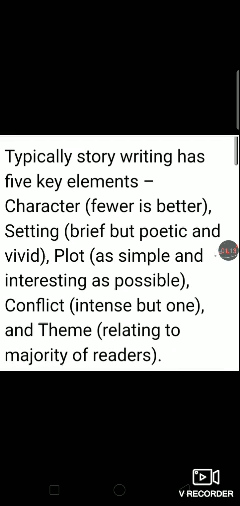 Typically story writing has
five key elements –
Character (fewer is better),
Setting (brief but poetic and
vivid), Plot (as simple and
interesting as possible),
Conflict (intense but one),
and Theme (relating to
majority of readers).
V RECORDER